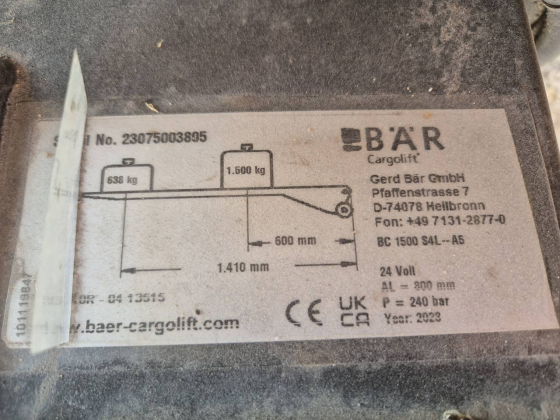 No. 23075003895
BÄR
Cargolift®
638 kg
1.500 kg
Gerd Bär GmbH
Pfaffenstrasse 7
D-74078 Heilbronn
Fon: +49 7131-2877-0
600 mm
BC 1500 S4L--A5
1.410 mm
24 Volt
AL = 800 mm
P = 240 bar
Year: 2023
CE UK CA
04 13515
101119847
w.baer-cargolift.com